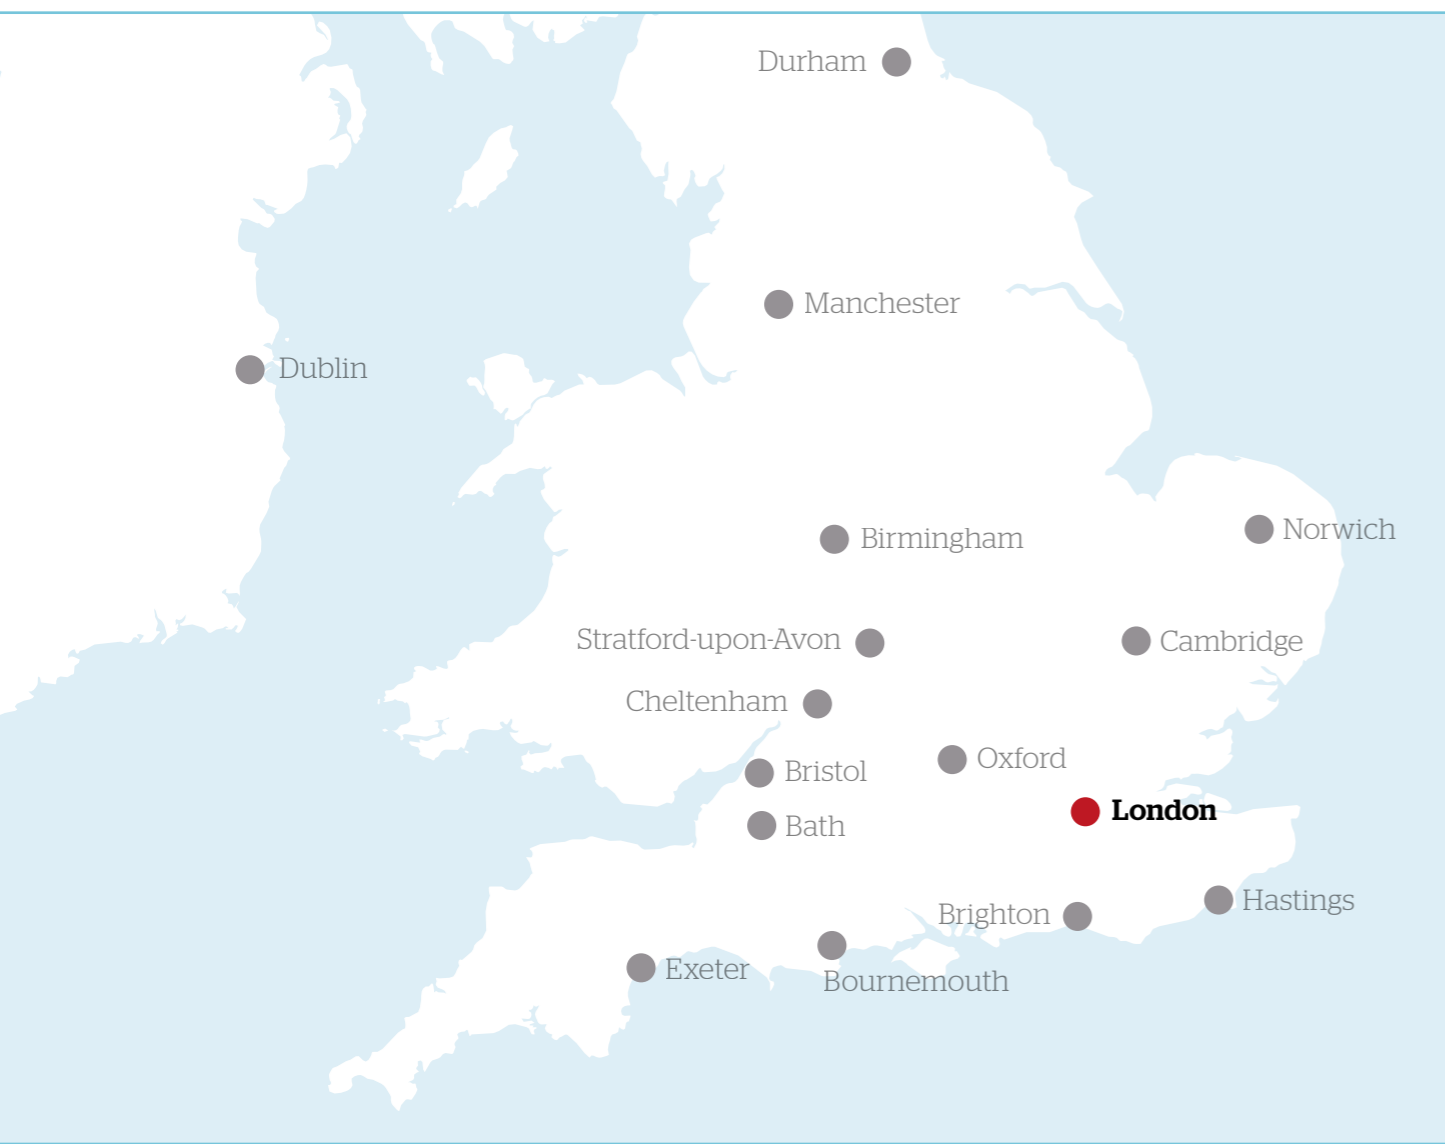 Durham
Manchester
Dublin
Norwich
Birmingham
Stratford-upon-Avon
Cambridge
Cheltenham
Oxford
Bristol
London
Bath
Hastings
Brighton
Exeter
Bournemouth